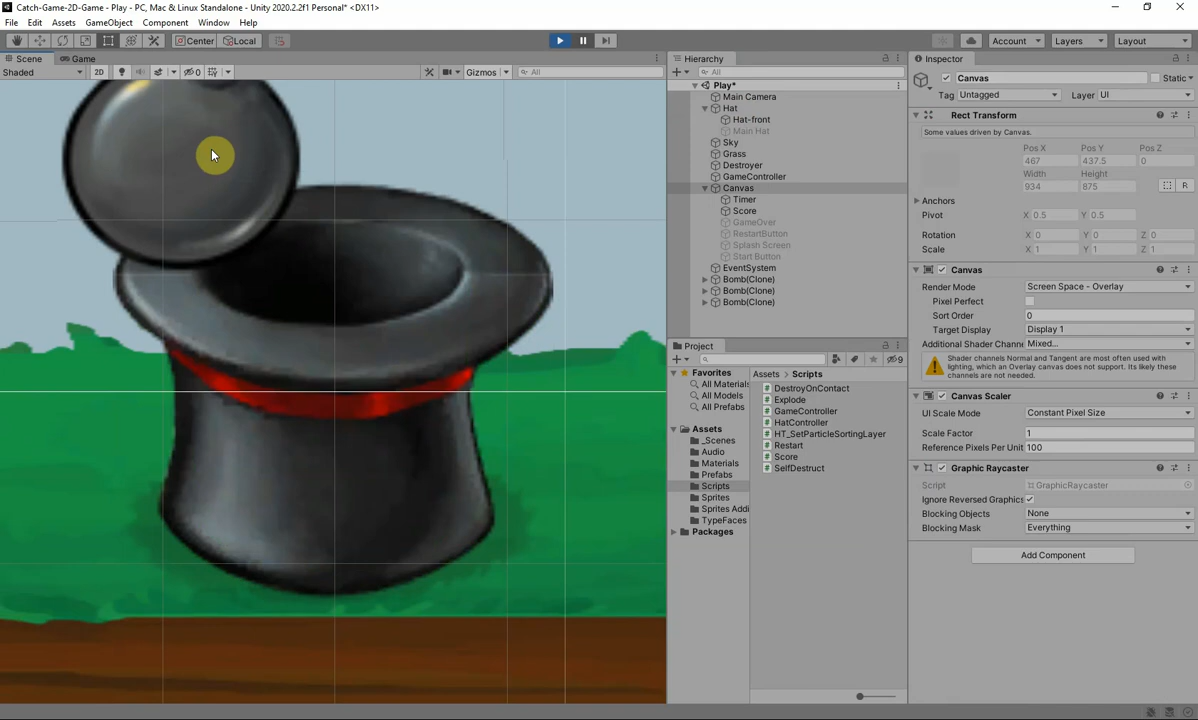 Catch-Game-2D-Game - Play - PC, Mac & Linux Standalone - Unity 2020.2.2f1 Personal* <DX11>
File Edit Assets GameObject Component Window Help
Center Local Account Layers Layout
Scene Game
Shaded 2D 0 Gizmos All
Hierarchy
All
Play*
Main Camera
Hat
Hat-front
Main Hat
Sky
Grass
Destroyer
GameController
Canvas
Timer
Score
GameOver
RestartButton
Splash Screen
Start Button
EventSystem
Bomb(Clone)
Bomb(Clone)
Bomb(Clone)
Project
9
Favorites
All Materials
All Models
All Prefabs
Assets
_Scenes
Audio
Materials
Prefabs
Scripts
Sprites
Sprites Addi
TypeFaces
Packages
Assets Scripts
DestroyOnContact
Explode
GameController
HatController
HT_SetParticleSortingLayer
Restart
Score
SelfDestruct
Inspector
Canvas Static
Tag Untagged Layer UI
Rect Transform
Some values driven by Canvas.
Pos X Pos Y Pos Z
467 437.5 0
Width Height
934 875 R
Anchors
Pivot X 0.5 Y 0.5
Rotation X 0 Y 0 Z 0
Scale X 1 Y 1 Z 1
Canvas
Render Mode Screen Space - Overlay
Pixel Perfect
Sort Order 0
Target Display Display 1
Additional Shader Chann Mixed...
Shader channels Normal and Tangent are most often used with
lighting, which an Overlay canvas does not support. Its likely these
channels are not needed.
Canvas Scaler
UI Scale Mode Constant Pixel Size
Scale Factor 1
Reference Pixels Per Unit 100
Graphic Raycaster
Script GraphicRaycaster
Ignore Reversed Graphics
Blocking Objects None
Blocking Mask Everything
Add Component